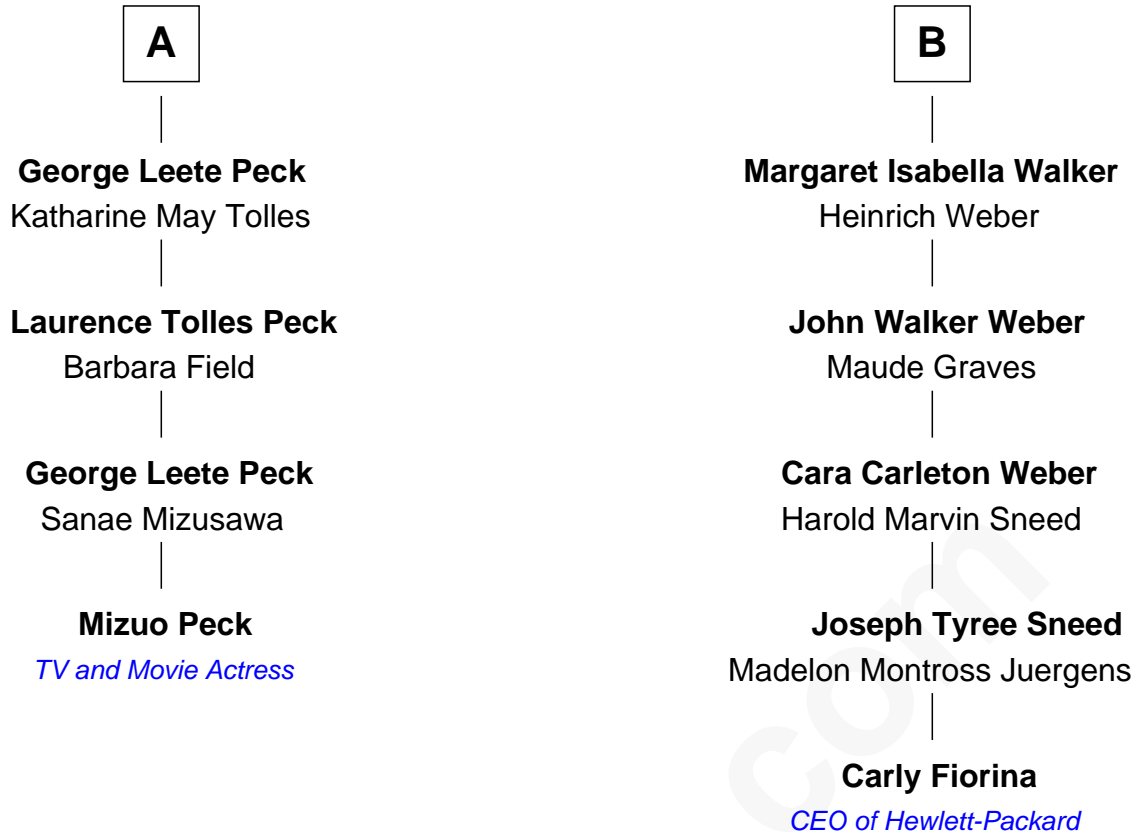 A
George Leete Peck
Katharine May Tolles
Laurence Tolles Peck
Barbara Field
George Leete Peck
Sanae Mizusawa
Mizuo Peck
TV and Movie Actress
B
Margaret Isabella Walker
Heinrich Weber
John Walker Weber
Maude Graves
Cara Carleton Weber
Harold Marvin Sneed
Joseph Tyree Sneed
Madelon Montross Juergens
Carly Fiorina
CEO of Hewlett-Packard
com